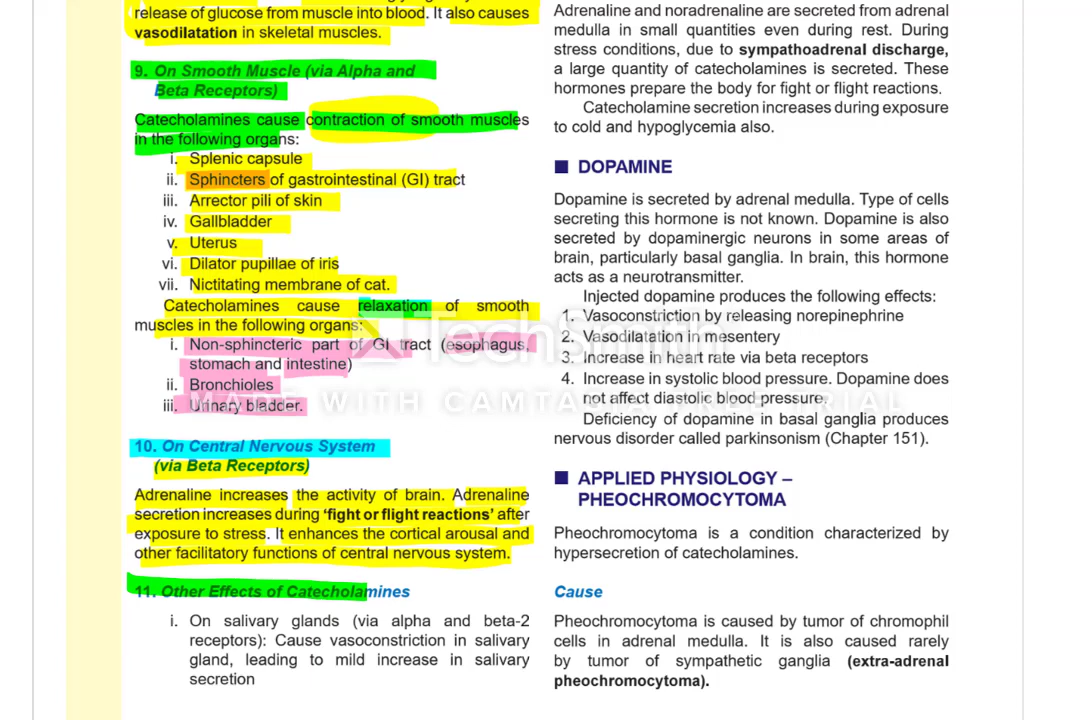 release of glucose from muscle into blood. It also causes
vasodilatation in skeletal muscles.
9. On Smooth Muscle (via Alpha and
Beta Receptors)
Catecholamines cause contraction of smooth muscles
in the following organs:
i. Splenic capsule
ii. Sphincters of gastrointestinal (GI) tract
iii. Arrector pili of skin
iv. Gallbladder
v. Uterus
vi. Dilator pupillae of iris
vii. Nictitating membrane of cat.
Catecholamines cause relaxation of smooth
muscles in the following organs:
i. Non-sphincteric part of GI tract (esophagus,
stomach and intestine)
ii. Bronchioles
iii. Urinary bladder.
10. On Central Nervous System
(via Beta Receptors)
Adrenaline increases the activity of brain. Adrenaline
secretion increases during ‘fight or flight reactions’ after
exposure to stress. It enhances the cortical arousal and
other facilitatory functions of central nervous system.
11. Other Effects of Catecholamines
i. On salivary glands (via alpha and beta-2
receptors): Cause vasoconstriction in salivary
gland, leading to mild increase in salivary
secretion
Adrenaline and noradrenaline are secreted from adrenal
medulla in small quantities even during rest. During
stress conditions, due to sympathoadrenal discharge,
a large quantity of catecholamines is secreted. These
hormones prepare the body for fight or flight reactions.
Catecholamine secretion increases during exposure
to cold and hypoglycemia also.
DOPAMINE
Dopamine is secreted by adrenal medulla. Type of cells
secreting this hormone is not known. Dopamine is also
secreted by dopaminergic neurons in some areas of
brain, particularly basal ganglia. In brain, this hormone
acts as a neurotransmitter.
Injected dopamine produces the following effects:
1. Vasoconstriction by releasing norepinephrine
2. Vasodilatation in mesentery
3. Increase in heart rate via beta receptors
4. Increase in systolic blood pressure. Dopamine does
not affect diastolic blood pressure.
Deficiency of dopamine in basal ganglia produces
nervous disorder called parkinsonism (Chapter 151).
APPLIED PHYSIOLOGY –
PHEOCHROMOCYTOMA
Pheochromocytoma is a condition characterized by
hypersecretion of catecholamines.
Cause
Pheochromocytoma is caused by tumor of chromophil
cells in adrenal medulla. It is also caused rarely
by tumor of sympathetic ganglia (extra-adrenal
pheochromocytoma).
TechSmith
MADE WITH CAMTASIA FREE TRIAL